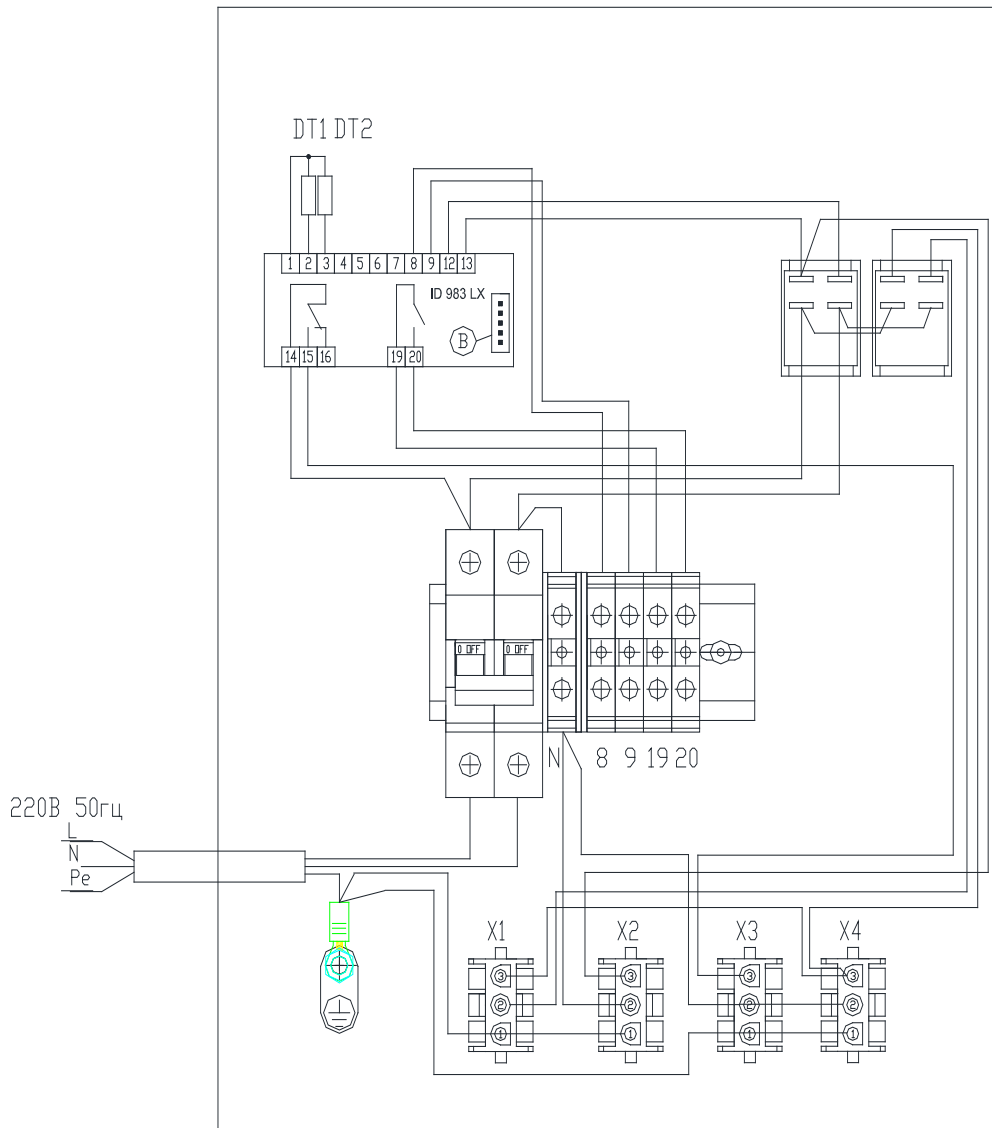 DT1 DT2
1 2 3 4 5 6 7 8 9 12 13
ID 983 LX
B
14 15 16 19 20
0 OFF 0 OFF
N 8 9 19 20
220В 50гц
L
N
Pe
X1 X2 X3 X4
3 3 3 3
2 2 2 2
1 1 1 1